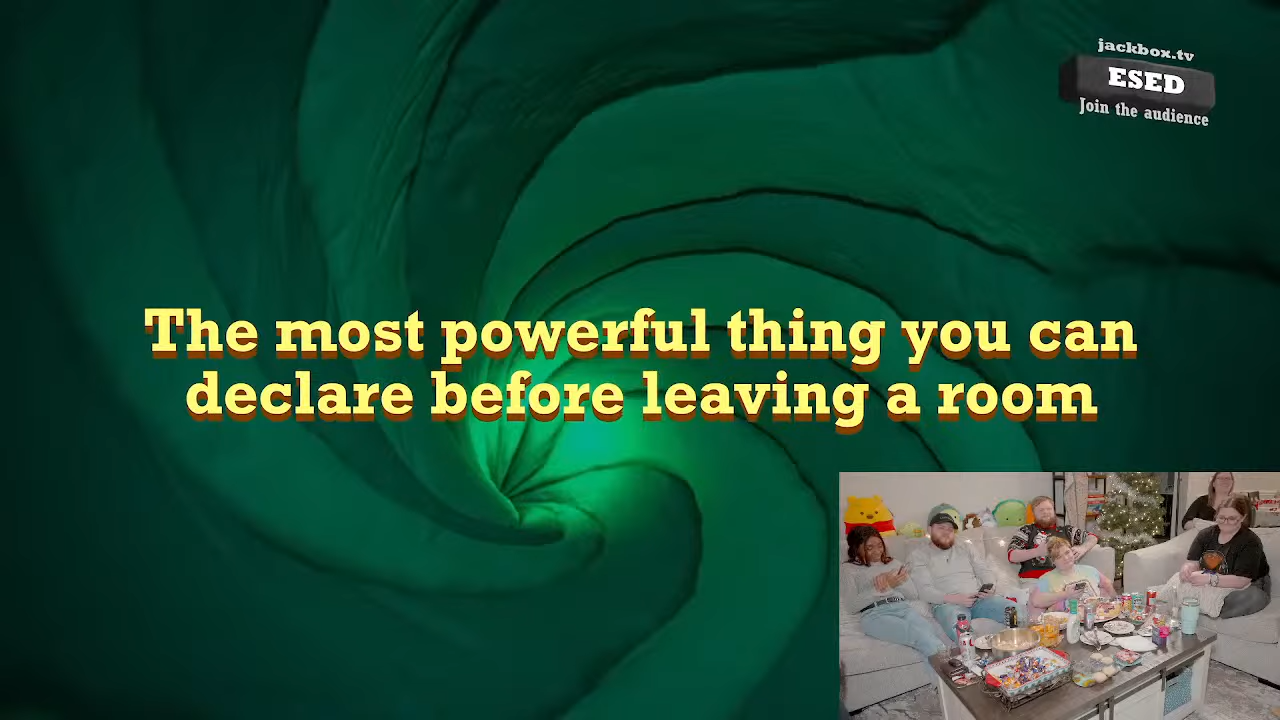 jackbox.tv
ESED
Join the audience
The most powerful thing you can
declare before leaving a room